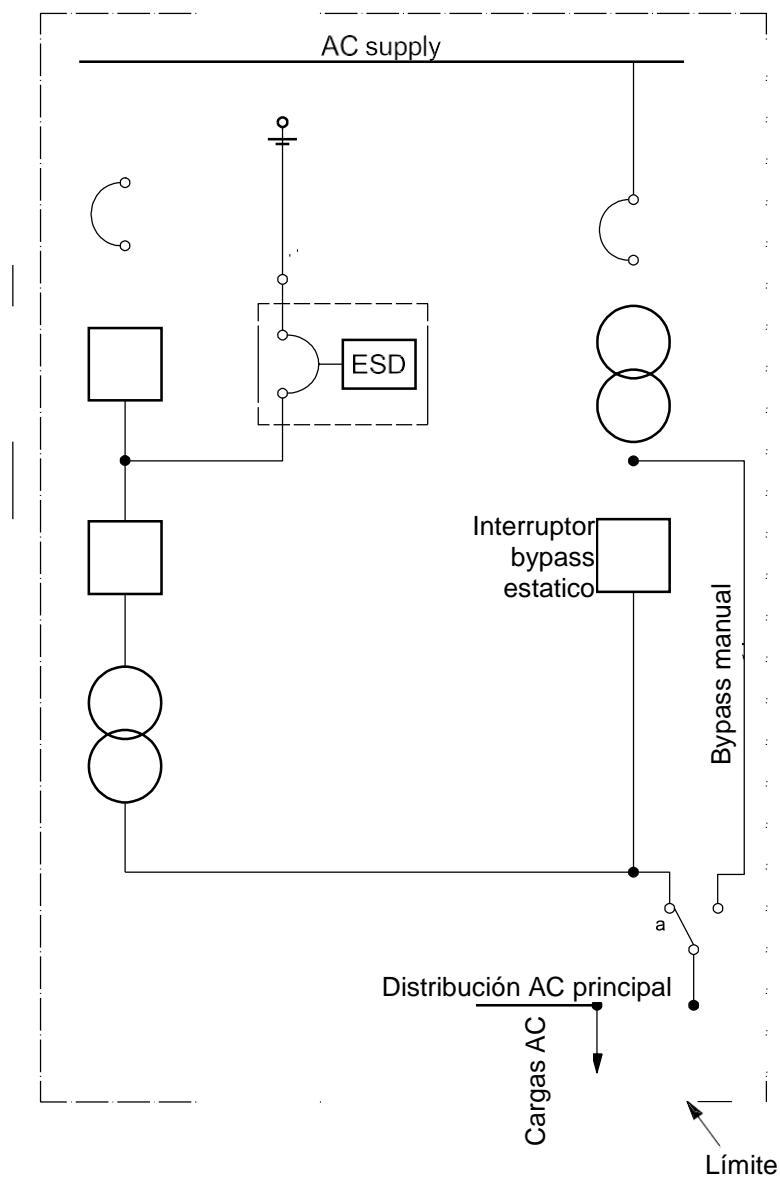 AC supply
ESD
Interruptor
bypass
estatico
Bypass manual
a
Distribución AC principal
Cargas AC
Límite